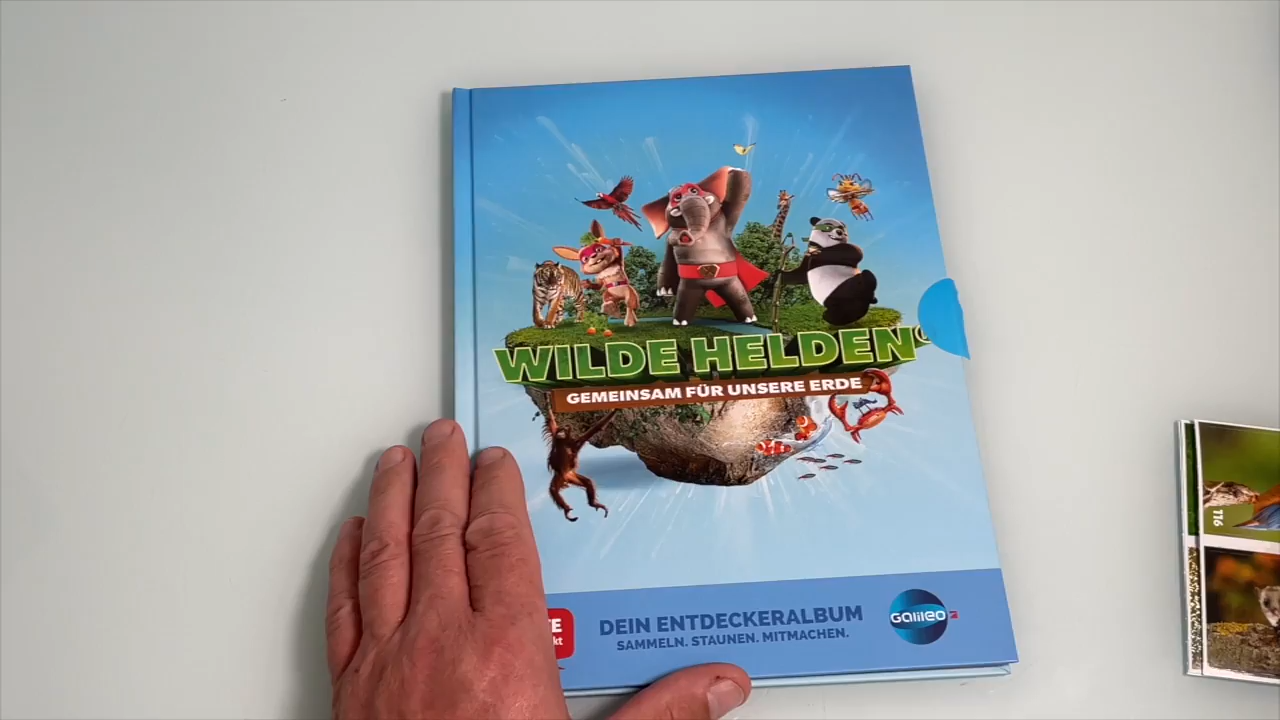 WILDE HELDEN
GEMEINSAM FÜR UNSERE ERDE
DEIN ENTDECKERALBUM
SAMMELN. STAUNEN. MITMACHEN.
Galileo
116